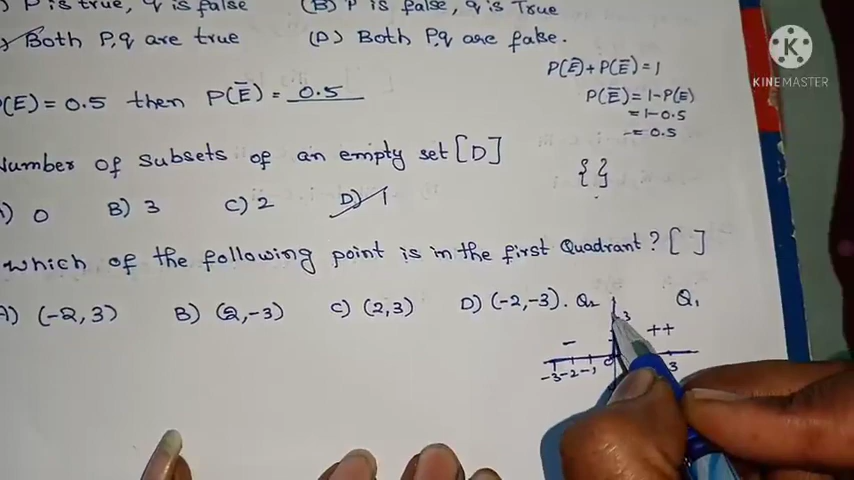 P is true, q is false (B) P is false, q is True
Both P,q are true (D) Both P,q are false.
P(E)+P(Ē)=1
P(E)=0.5 then P(Ē) = 0.5
P(Ē)=1-P(E)
=1-0.5
=0.5
Number of subsets of an empty set [D]
{ }
0 B) 3 C) 2 D) 1
which of the following point is in the first Quadrant? [ ]
A) (-2,3) B) (2,-3) C) (2,3) D) (-2,-3). Q2 Q1
3 ++
-
-3 -2 -1 0 3
KINEMASTER